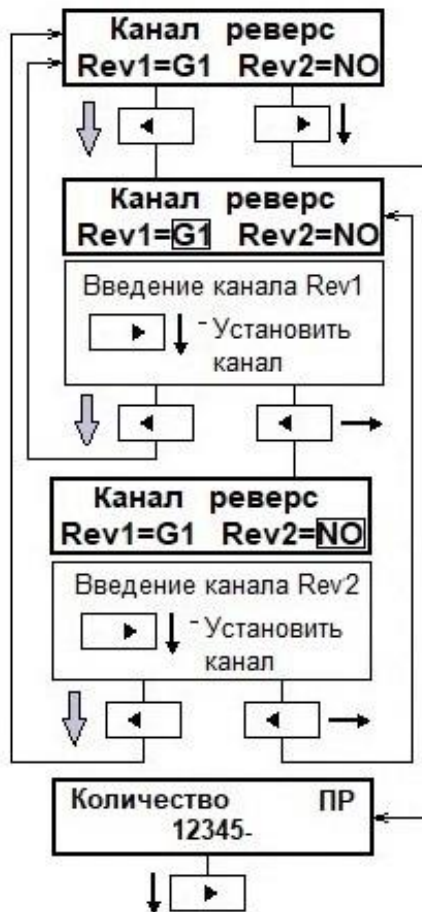 Канал реверс
Rev1=G1 Rev2=NO
Канал реверс
Rev1=G1 Rev2=NO
Введение канала Rev1
- Установить
канал
Канал реверс
Rev1=G1 Rev2=NO
Введение канала Rev2
- Установить
канал
Количество ПР
12345-